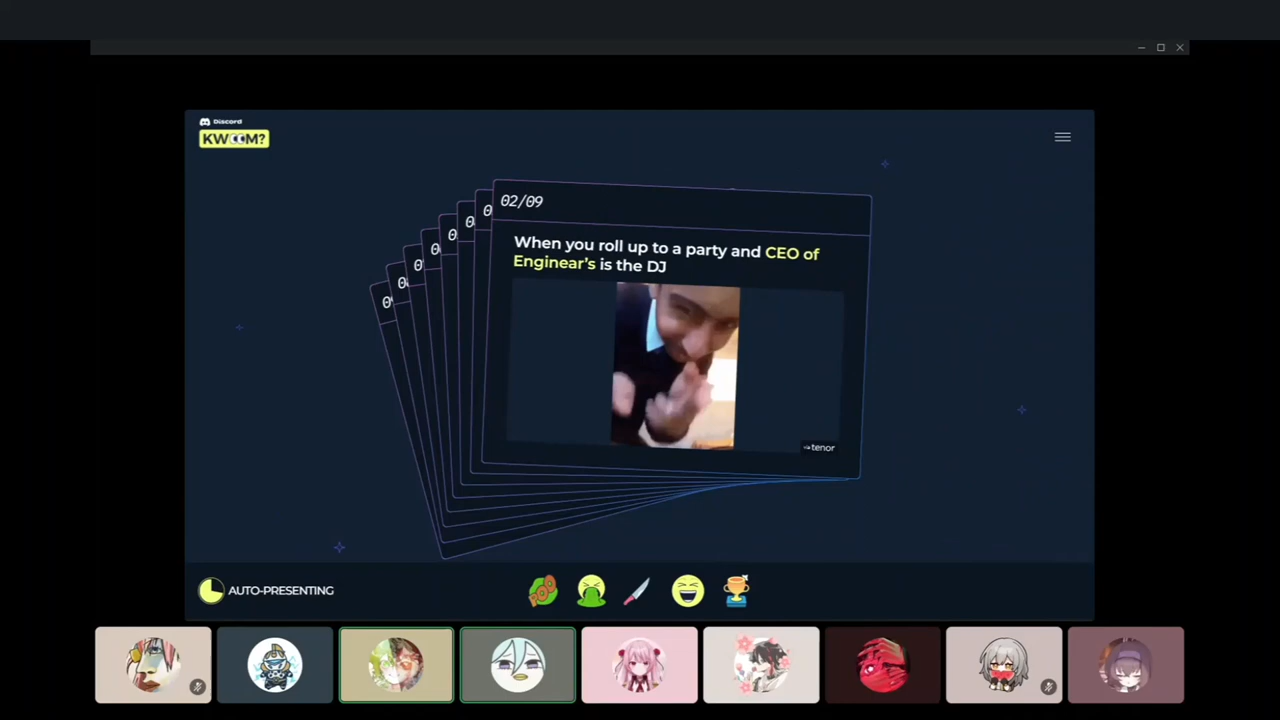 Discord
KWOOM?
02/09
When you roll up to a party and CEO of
Enginear's is the DJ
tenor
AUTO-PRESENTING